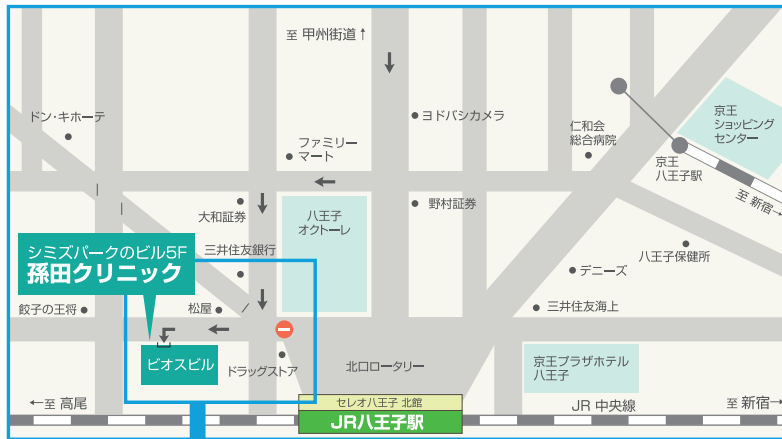 至 甲州街道↑
ドン・キホーテ
ファミリー
マート
ヨドバシカメラ
仁和会
総合病院
京王
ショッピング
センター
京王
八王子駅
至 新宿→
大和証券
八王子
オクトーレ
野村証券
シミズパークのビル5F
孫田クリニック
三井住友銀行
八王子保健所
デニーズ
餃子の王将
松屋
三井住友海上
ビオスビル
ドラッグストア
北口ロータリー
京王プラザホテル
八王子
←至 高尾
セレオ八王子 北館
JR八王子駅
JR 中央線
至 新宿→